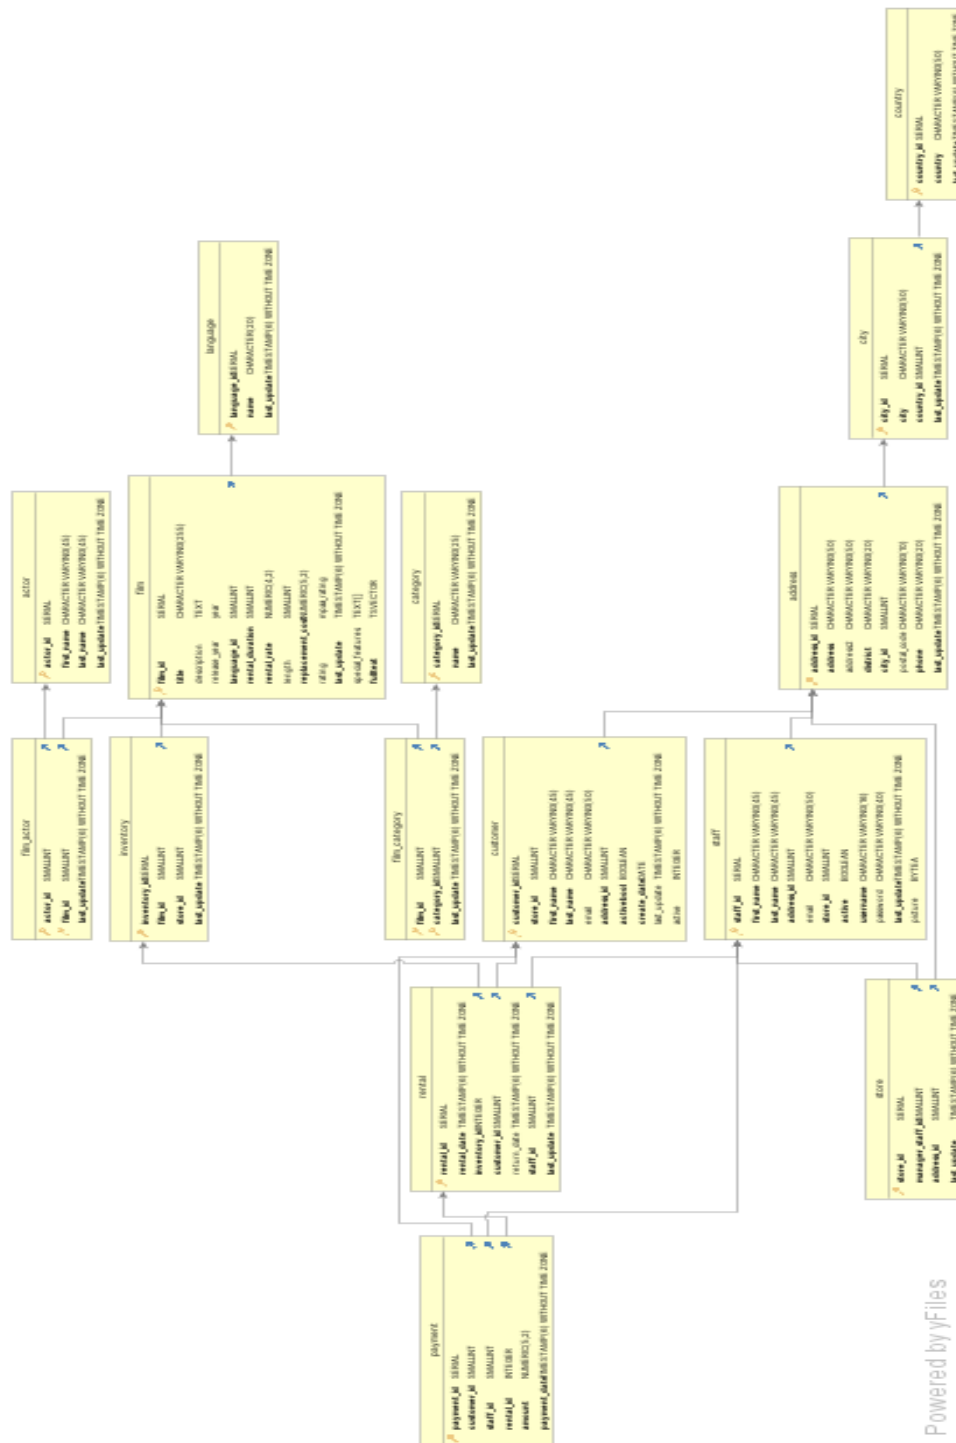 country
country_id SERIAL
country CHARACTER VARYING(50)
city
city_id SERIAL
city CHARACTER VARYING(50)
country_id SMALLINT
last_update TIMESTAMP(6) WITHOUT TIME ZONE
language
language_id SERIAL
name CHARACTER(20)
last_update TIMESTAMP(6) WITHOUT TIME ZONE
actor
actor_id SERIAL
first_name CHARACTER VARYING(45)
last_name CHARACTER VARYING(45)
last_update TIMESTAMP(6) WITHOUT TIME ZONE
film
film_id SERIAL
title CHARACTER VARYING(255)
description TEXT
release_year year
language_id SMALLINT
rental_duration SMALLINT
rental_rate NUMERIC(4,2)
length SMALLINT
replacement_cost NUMERIC(5,2)
rating mpaa_rating
last_update TIMESTAMP(6) WITHOUT TIME ZONE
special_features TEXT[]
fulltext TSVECTOR
category
category_id SERIAL
name CHARACTER VARYING(25)
last_update TIMESTAMP(6) WITHOUT TIME ZONE
address
address_id SERIAL
address CHARACTER VARYING(50)
address2 CHARACTER VARYING(50)
district CHARACTER VARYING(20)
city_id SMALLINT
postal_code CHARACTER VARYING(10)
phone CHARACTER VARYING(20)
last_update TIMESTAMP(6) WITHOUT TIME ZONE
film_actor
actor_id SMALLINT
film_id SMALLINT
last_update TIMESTAMP(6) WITHOUT TIME ZONE
inventory
inventory_id SERIAL
film_id SMALLINT
store_id SMALLINT
last_update TIMESTAMP(6) WITHOUT TIME ZONE
film_category
film_id SMALLINT
category_id SMALLINT
last_update TIMESTAMP(6) WITHOUT TIME ZONE
customer
customer_id SERIAL
store_id SMALLINT
first_name CHARACTER VARYING(45)
last_name CHARACTER VARYING(45)
email CHARACTER VARYING(50)
address_id SMALLINT
activebool BOOLEAN
create_date DATE
last_update TIMESTAMP(6) WITHOUT TIME ZONE
active INTEGER
staff
staff_id SERIAL
first_name CHARACTER VARYING(45)
last_name CHARACTER VARYING(45)
address_id SMALLINT
email CHARACTER VARYING(50)
store_id SMALLINT
active BOOLEAN
username CHARACTER VARYING(16)
password CHARACTER VARYING(40)
last_update TIMESTAMP(6) WITHOUT TIME ZONE
picture BYTEA
rental
rental_id SERIAL
rental_date TIMESTAMP(6) WITHOUT TIME ZONE
inventory_id INTEGER
customer_id SMALLINT
return_date TIMESTAMP(6) WITHOUT TIME ZONE
staff_id SMALLINT
last_update TIMESTAMP(6) WITHOUT TIME ZONE
store
store_id SERIAL
manager_staff_id SMALLINT
address_id SMALLINT
last_update TIMESTAMP(6) WITHOUT TIME ZONE
payment
payment_id SERIAL
customer_id SMALLINT
staff_id SMALLINT
rental_id INTEGER
amount NUMERIC(5,2)
payment_date TIMESTAMP(6) WITHOUT TIME ZONE
Powered by yFiles